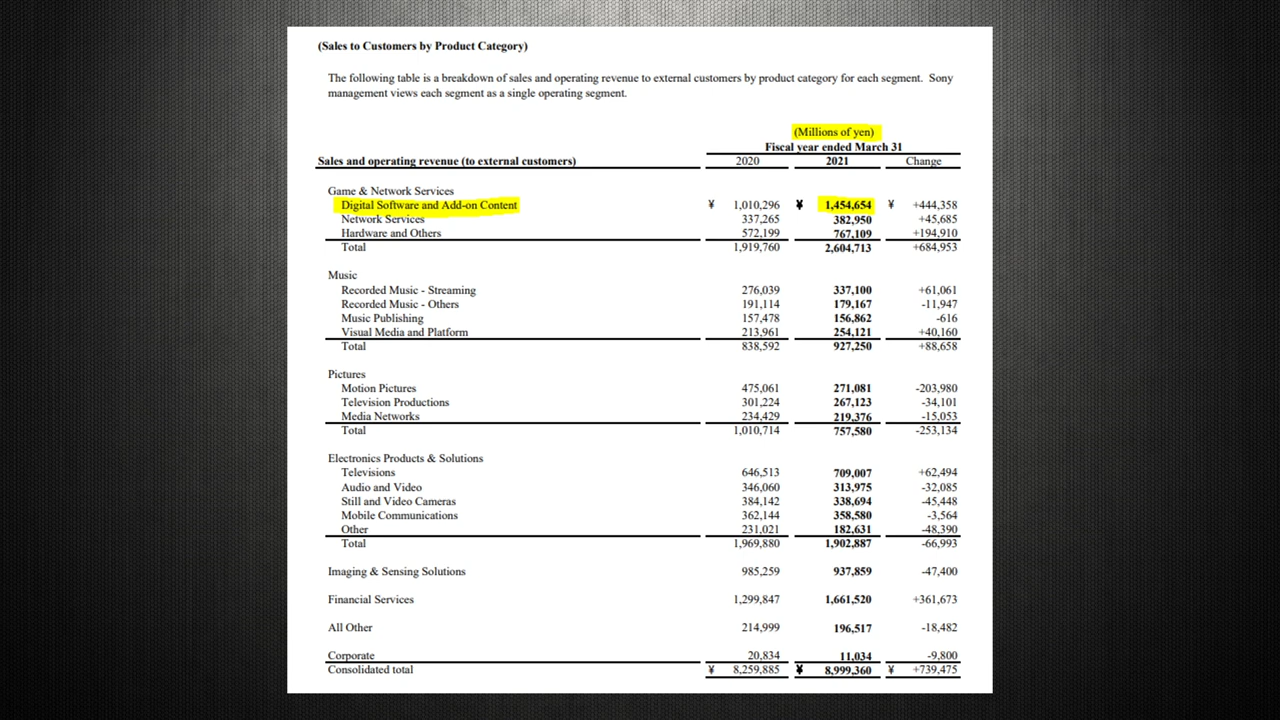 (Sales to Customers by Product Category)
The following table is a breakdown of sales and operating revenue to external customers by product category for each segment. Sony
management views each segment as a single operating segment.
(Millions of yen)
Fiscal year ended March 31
Sales and operating revenue (to external customers) 2020 2021 Change
Game & Network Services
Digital Software and Add-on Content ¥ 1,010,296 ¥ 1,454,654 ¥ +444,358
Network Services 337,265 382,950 +45,685
Hardware and Others 572,199 767,109 +194,910
Total 1,919,760 2,604,713 +684,953
Music
Recorded Music - Streaming 276,039 337,100 +61,061
Recorded Music - Others 191,114 179,167 -11,947
Music Publishing 157,478 156,862 -616
Visual Media and Platform 213,961 254,121 +40,160
Total 838,592 927,250 +88,658
Pictures
Motion Pictures 475,061 271,081 -203,980
Television Productions 301,224 267,123 -34,101
Media Networks 234,429 219,376 -15,053
Total 1,010,714 757,580 -253,134
Electronics Products & Solutions
Televisions 646,513 709,007 +62,494
Audio and Video 346,060 313,975 -32,085
Still and Video Cameras 384,142 338,694 -45,448
Mobile Communications 362,144 358,580 -3,564
Other 231,021 182,631 -48,390
Total 1,969,880 1,902,887 -66,993
Imaging & Sensing Solutions 985,259 937,859 -47,400
Financial Services 1,299,847 1,661,520 +361,673
All Other 214,999 196,517 -18,482
Corporate 20,834 11,034 -9,800
Consolidated total ¥ 8,259,885 ¥ 8,999,360 ¥ +739,475